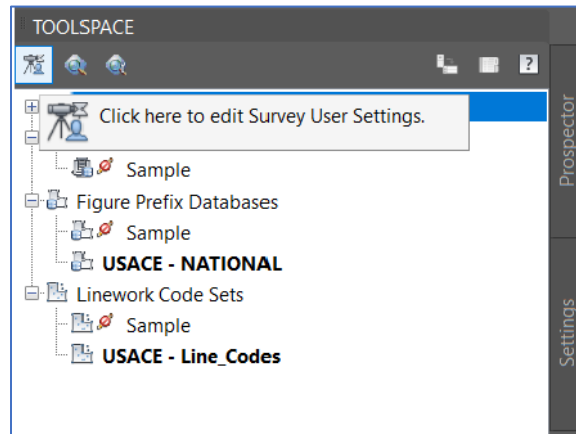 TOOLSPACE
?
Click here to edit Survey User Settings.
Sample
Figure Prefix Databases
Sample
USACE - NATIONAL
Linework Code Sets
Sample
USACE - Line_Codes
Prospector
Settings